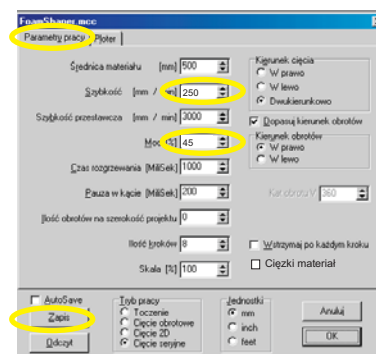 FoamShaper.mcc
Parametry pracy Ploter
Średnica materiału [mm] 500
Szybkość [mm / min] 250
Szybkość przestawcza [mm / min] 3000
Moc [%] 45
Czas rozgrzewania [MiliSek] 1000
Pauza w kącie [MiliSek] 200
Ilość obrotów na szerokość projektu 0
Ilość kroków 8
Skala [%] 100
Kierunek cięcia
W prawo
W lewo
Dwukierunkowo
Dopasuj kierunek obrotów
Kierunek obrotów
W prawo
W lewo
Kąt obrotu V 360
Wstrzymaj po każdym kroku
Ciężki materiał
AutoSave
Zapis
Odczyt
Tryb pracy
Toczenie
Cięcie obrotowe
Cięcie 2D
Cięcie seryjne
Jednostki
mm
inch
feet
Anuluj
OK